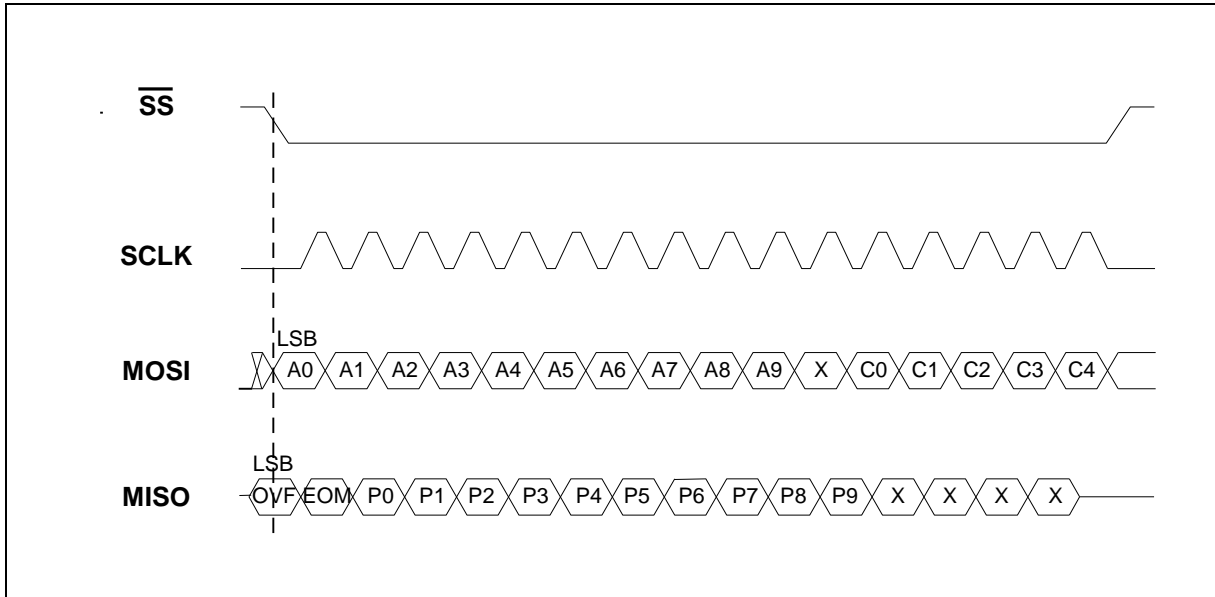 SS
SCLK
LSB
MOSI A0 A1 A2 A3 A4 A5 A6 A7 A8 A9 X C0 C1 C2 C3 C4
LSB
MISO OVF EOM P0 P1 P2 P3 P4 P5 P6 P7 P8 P9 X X X X